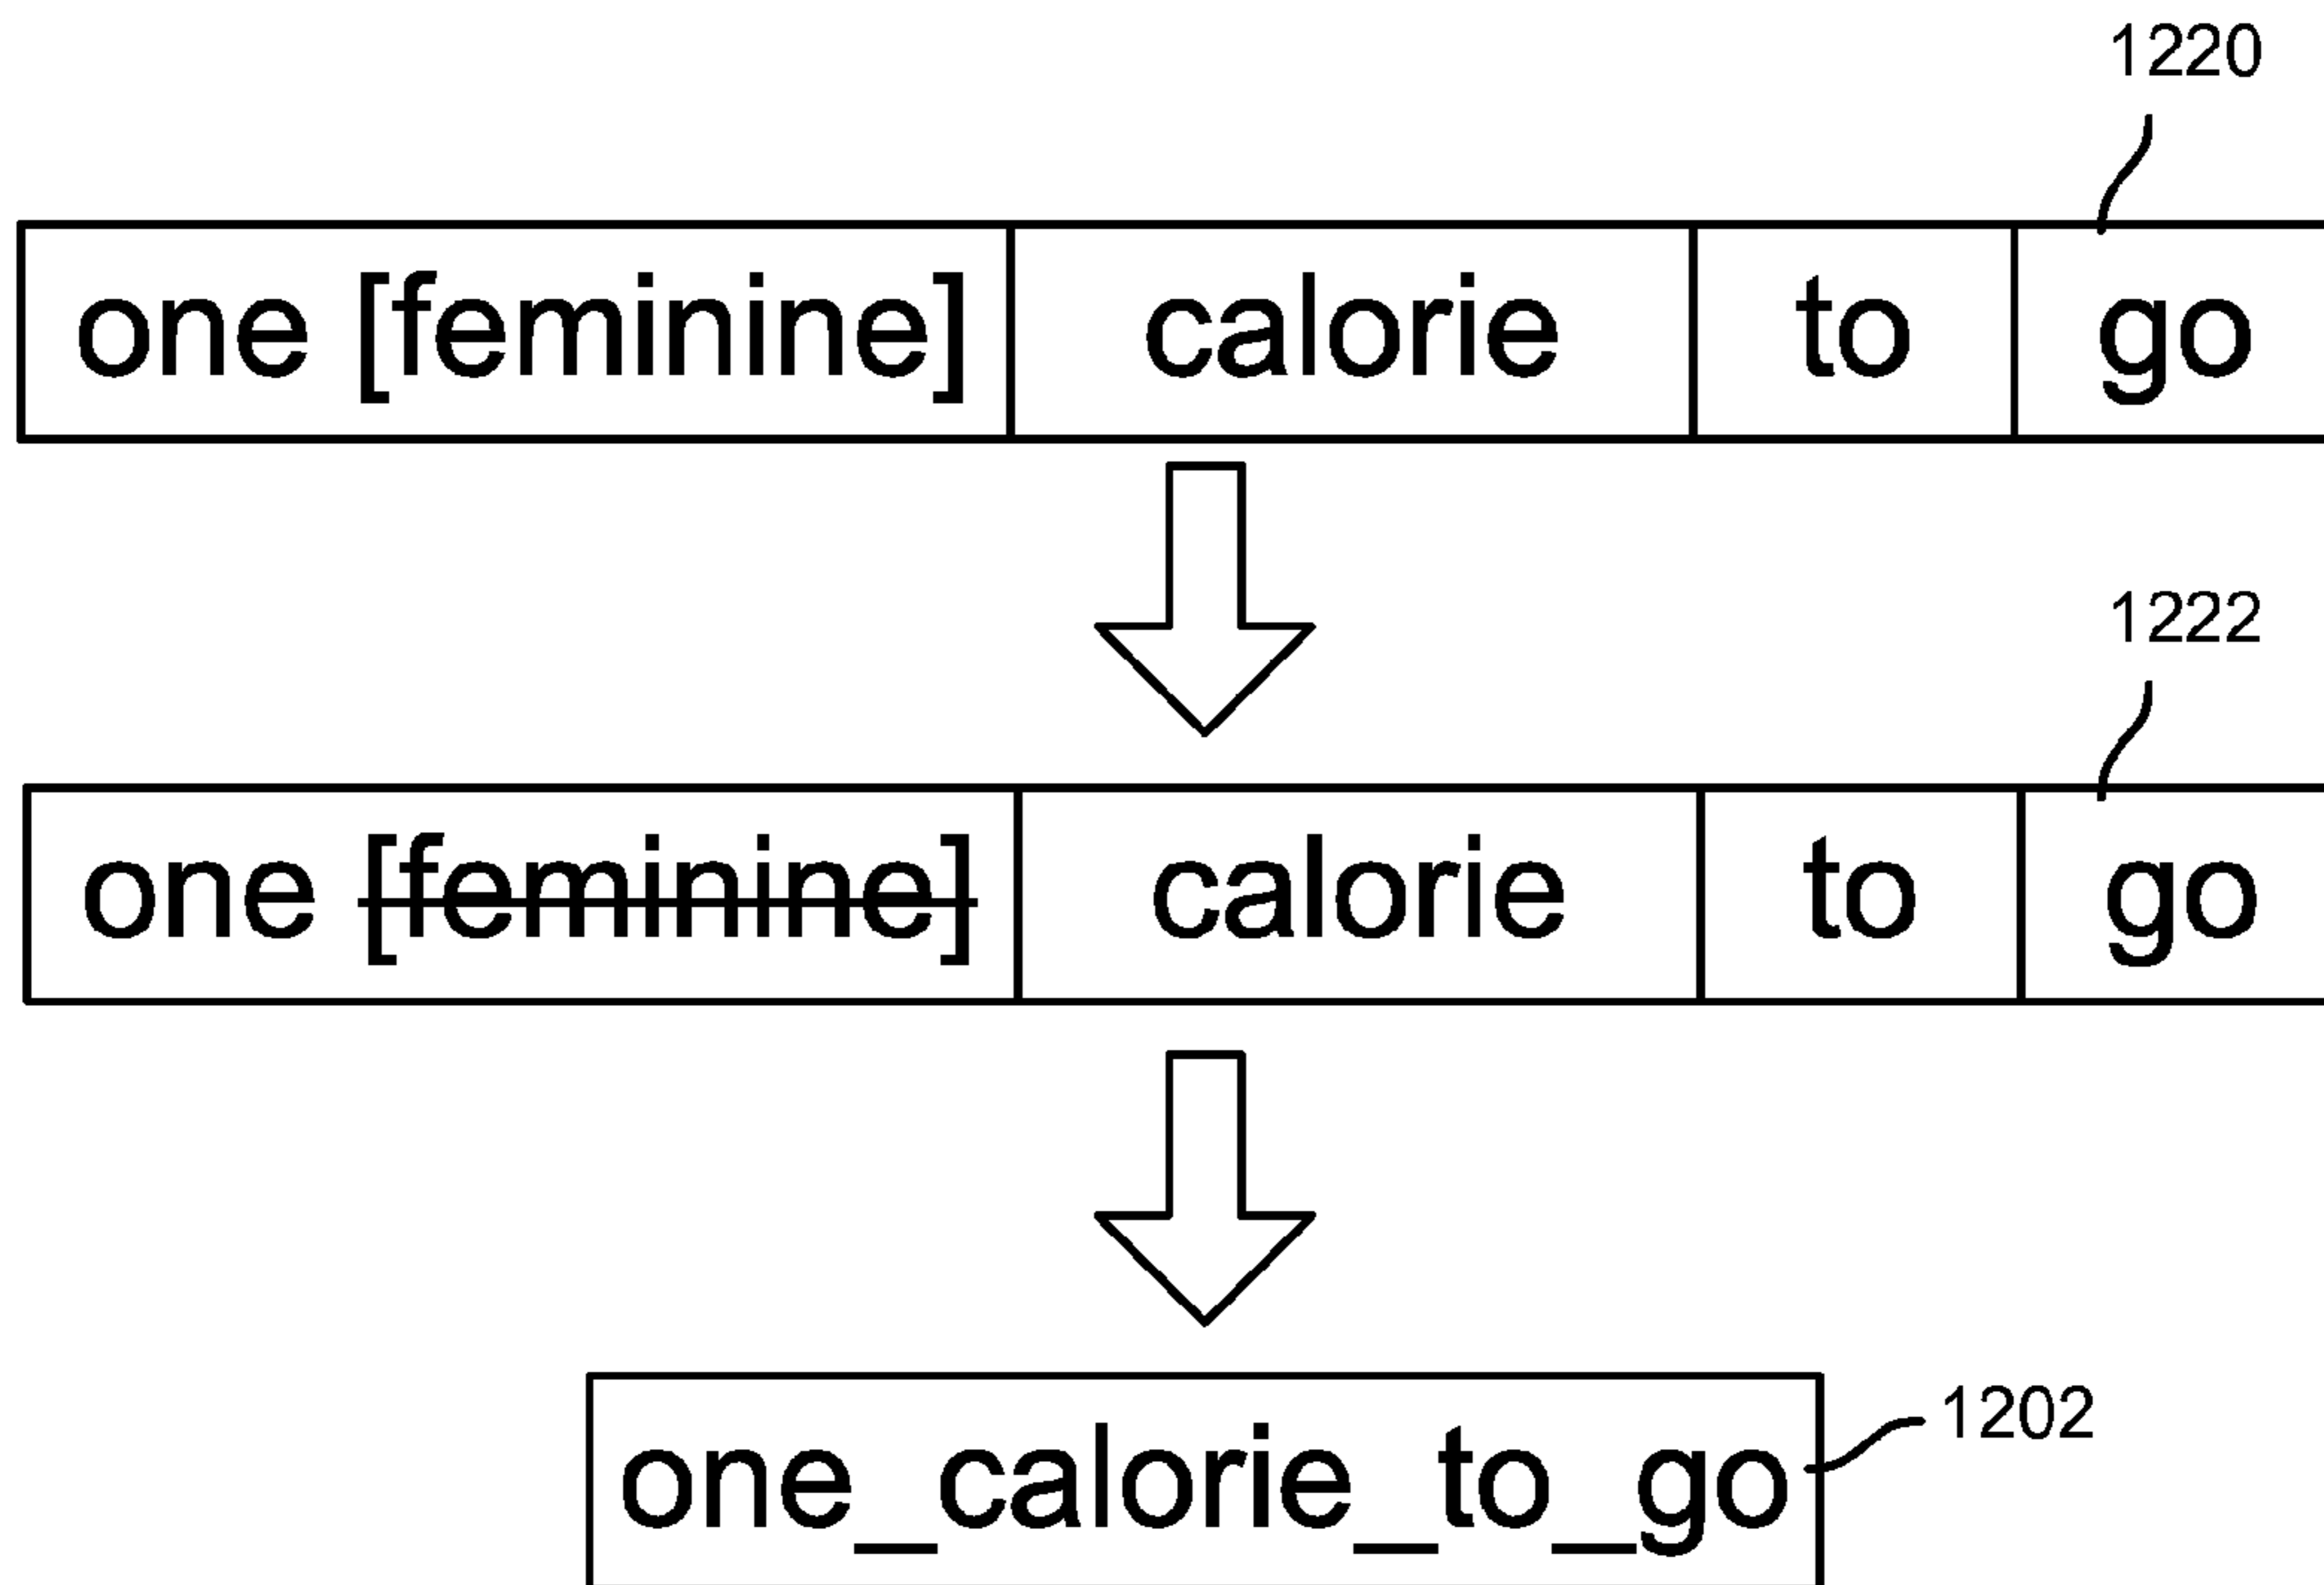 1220
one [feminine] calorie to go
1222
one [feminine] calorie to go
one_calorie_to_go 1202